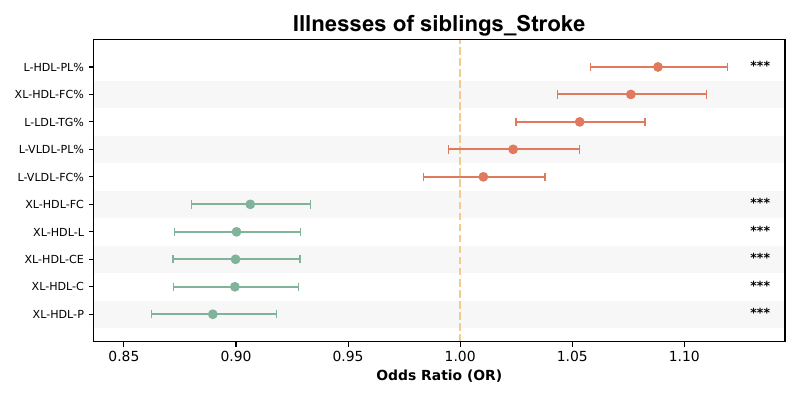 Illnesses of siblings_Stroke
L-HDL-PL% ***
XL-HDL-FC%
L-LDL-TG%
L-VLDL-PL%
L-VLDL-FC%
XL-HDL-FC ***
XL-HDL-L ***
XL-HDL-CE ***
XL-HDL-C ***
XL-HDL-P ***
0.85 0.90 0.95 1.00 1.05 1.10
Odds Ratio (OR)